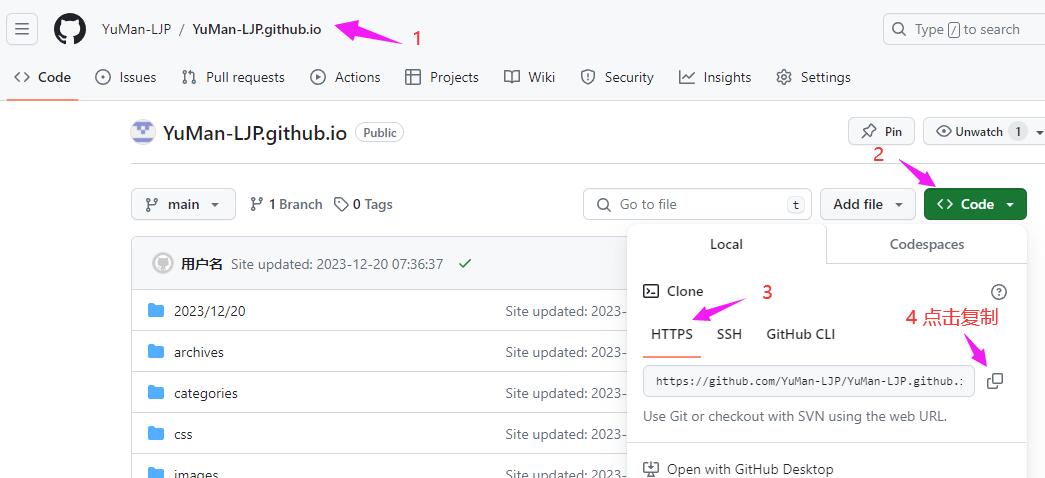 YuMan-LJP / YuMan-LJP.github.io
1
Type / to search
Code Issues Pull requests Actions Projects Wiki Security Insights Settings
YuMan-LJP.github.io Public
Pin Unwatch 1
2
main 1 Branch 0 Tags
Go to file t
Add file Code
Local Codespaces
用户名 Site updated: 2023-12-20 07:36:37
Clone
3
2023/12/20 Site updated: 2023-
4 点击复制
HTTPS SSH GitHub CLI
archives Site updated: 2023-
https://github.com/YuMan-LJP/YuMan-LJP.github.
categories Site updated: 2023-
Use Git or checkout with SVN using the web URL.
css Site updated: 2023-
Open with GitHub Desktop
images Site updated: 2023-